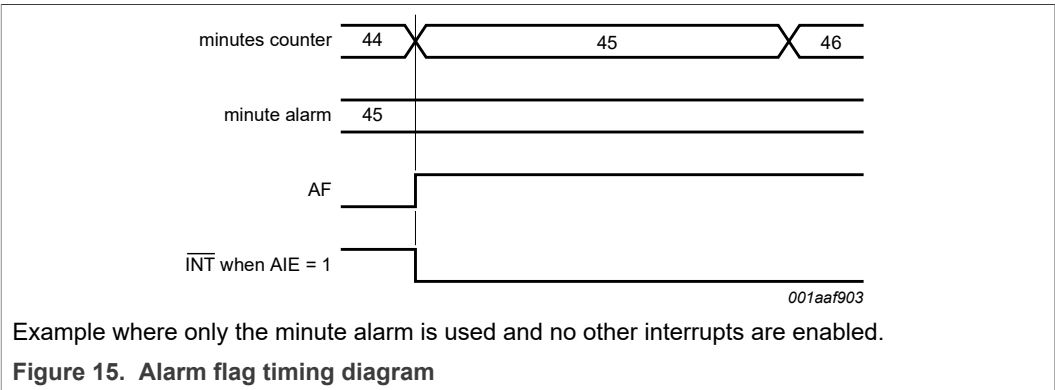 minutes counter 44 45 46
minute alarm 45
AF
INT when AIE = 1
001aaf903
Example where only the minute alarm is used and no other interrupts are enabled.
Figure 15. Alarm flag timing diagram